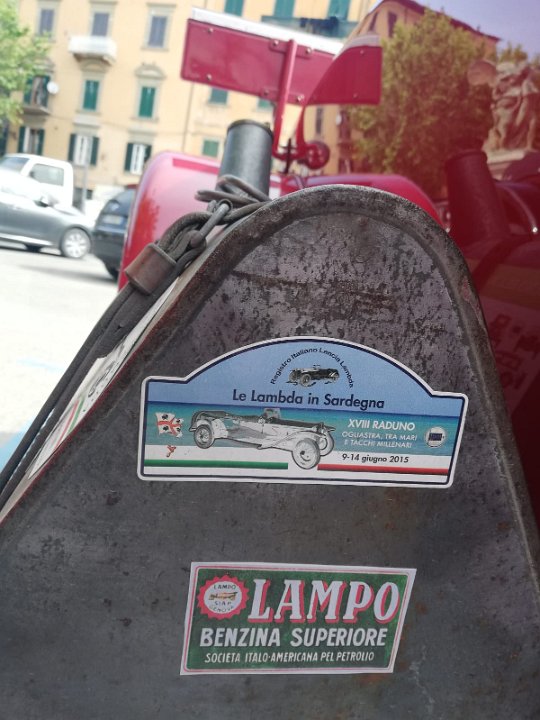 Registro Italiano Lancia Lambda
Le Lambda in Sardegna
XVIII RADUNO
OGLIASTRA, TRA MARI
E TACCHI MILLENARI
9-14 giugno 2015
LAMPO
S.I.A.P.
GENOVA
LAMPO
BENZINA SUPERIORE
SOCIETA ITALO-AMERICANA PEL PETROLIO